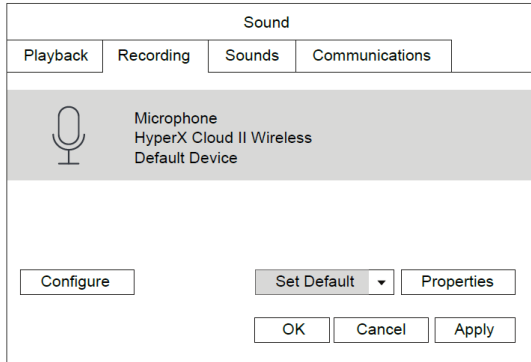 Sound
Playback Recording Sounds Communications
Microphone
HyperX Cloud II Wireless
Default Device
Configure Set Default Properties
OK Cancel Apply